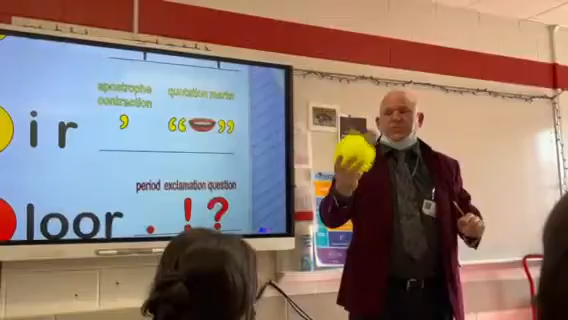 apostrophe quotation marks
contraction
ir
,
“ ”
period exclamation question
loor . ! ?